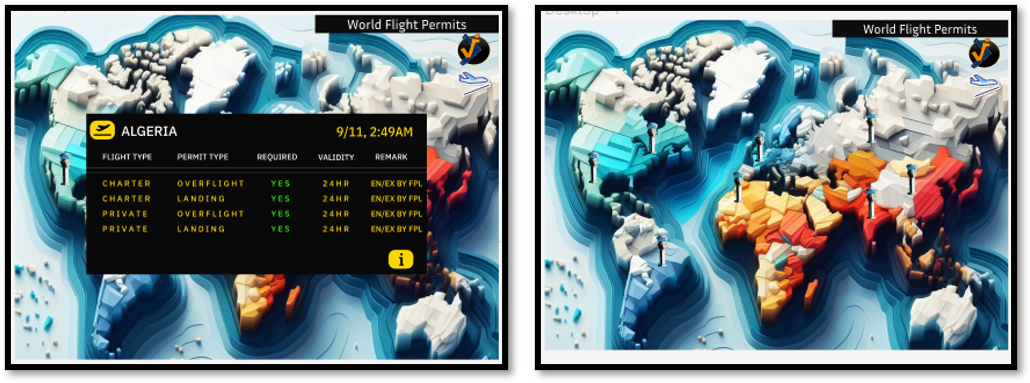 World Flight Permits
ALGERIA 9/11, 2:49AM
FLIGHT TYPE PERMIT TYPE REQUIRED VALIDITY REMARK
CHARTER OVERFLIGHT YES 24HR EN/EX BY FPL
CHARTER LANDING YES 24HR EN/EX BY FPL
PRIVATE OVERFLIGHT YES 24HR EN/EX BY FPL
PRIVATE LANDING YES 24HR EN/EX BY FPL
i
World Flight Permits